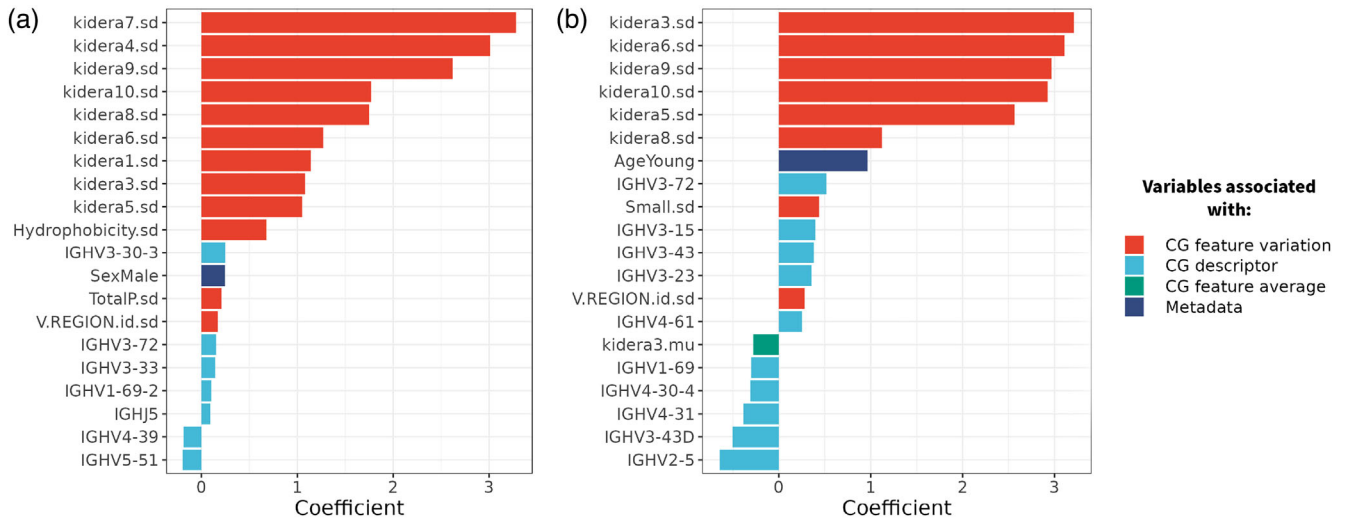 (a)
kidera7.sd
kidera4.sd
kidera9.sd
kidera10.sd
kidera8.sd
kidera6.sd
kidera1.sd
kidera3.sd
kidera5.sd
Hydrophobicity.sd
IGHV3-30-3
SexMale
TotalP.sd
V.REGION.id.sd
IGHV3-72
IGHV3-33
IGHV1-69-2
IGHJ5
IGHV4-39
IGHV5-51
0 1 2 3
Coefficient
(b)
kidera3.sd
kidera6.sd
kidera9.sd
kidera10.sd
kidera5.sd
kidera8.sd
AgeYoung
IGHV3-72
Small.sd
IGHV3-15
IGHV3-43
IGHV3-23
V.REGION.id.sd
IGHV4-61
kidera3.mu
IGHV1-69
IGHV4-30-4
IGHV4-31
IGHV3-43D
IGHV2-5
0 1 2 3
Coefficient
Variables associated
with:
CG feature variation
CG descriptor
CG feature average
Metadata